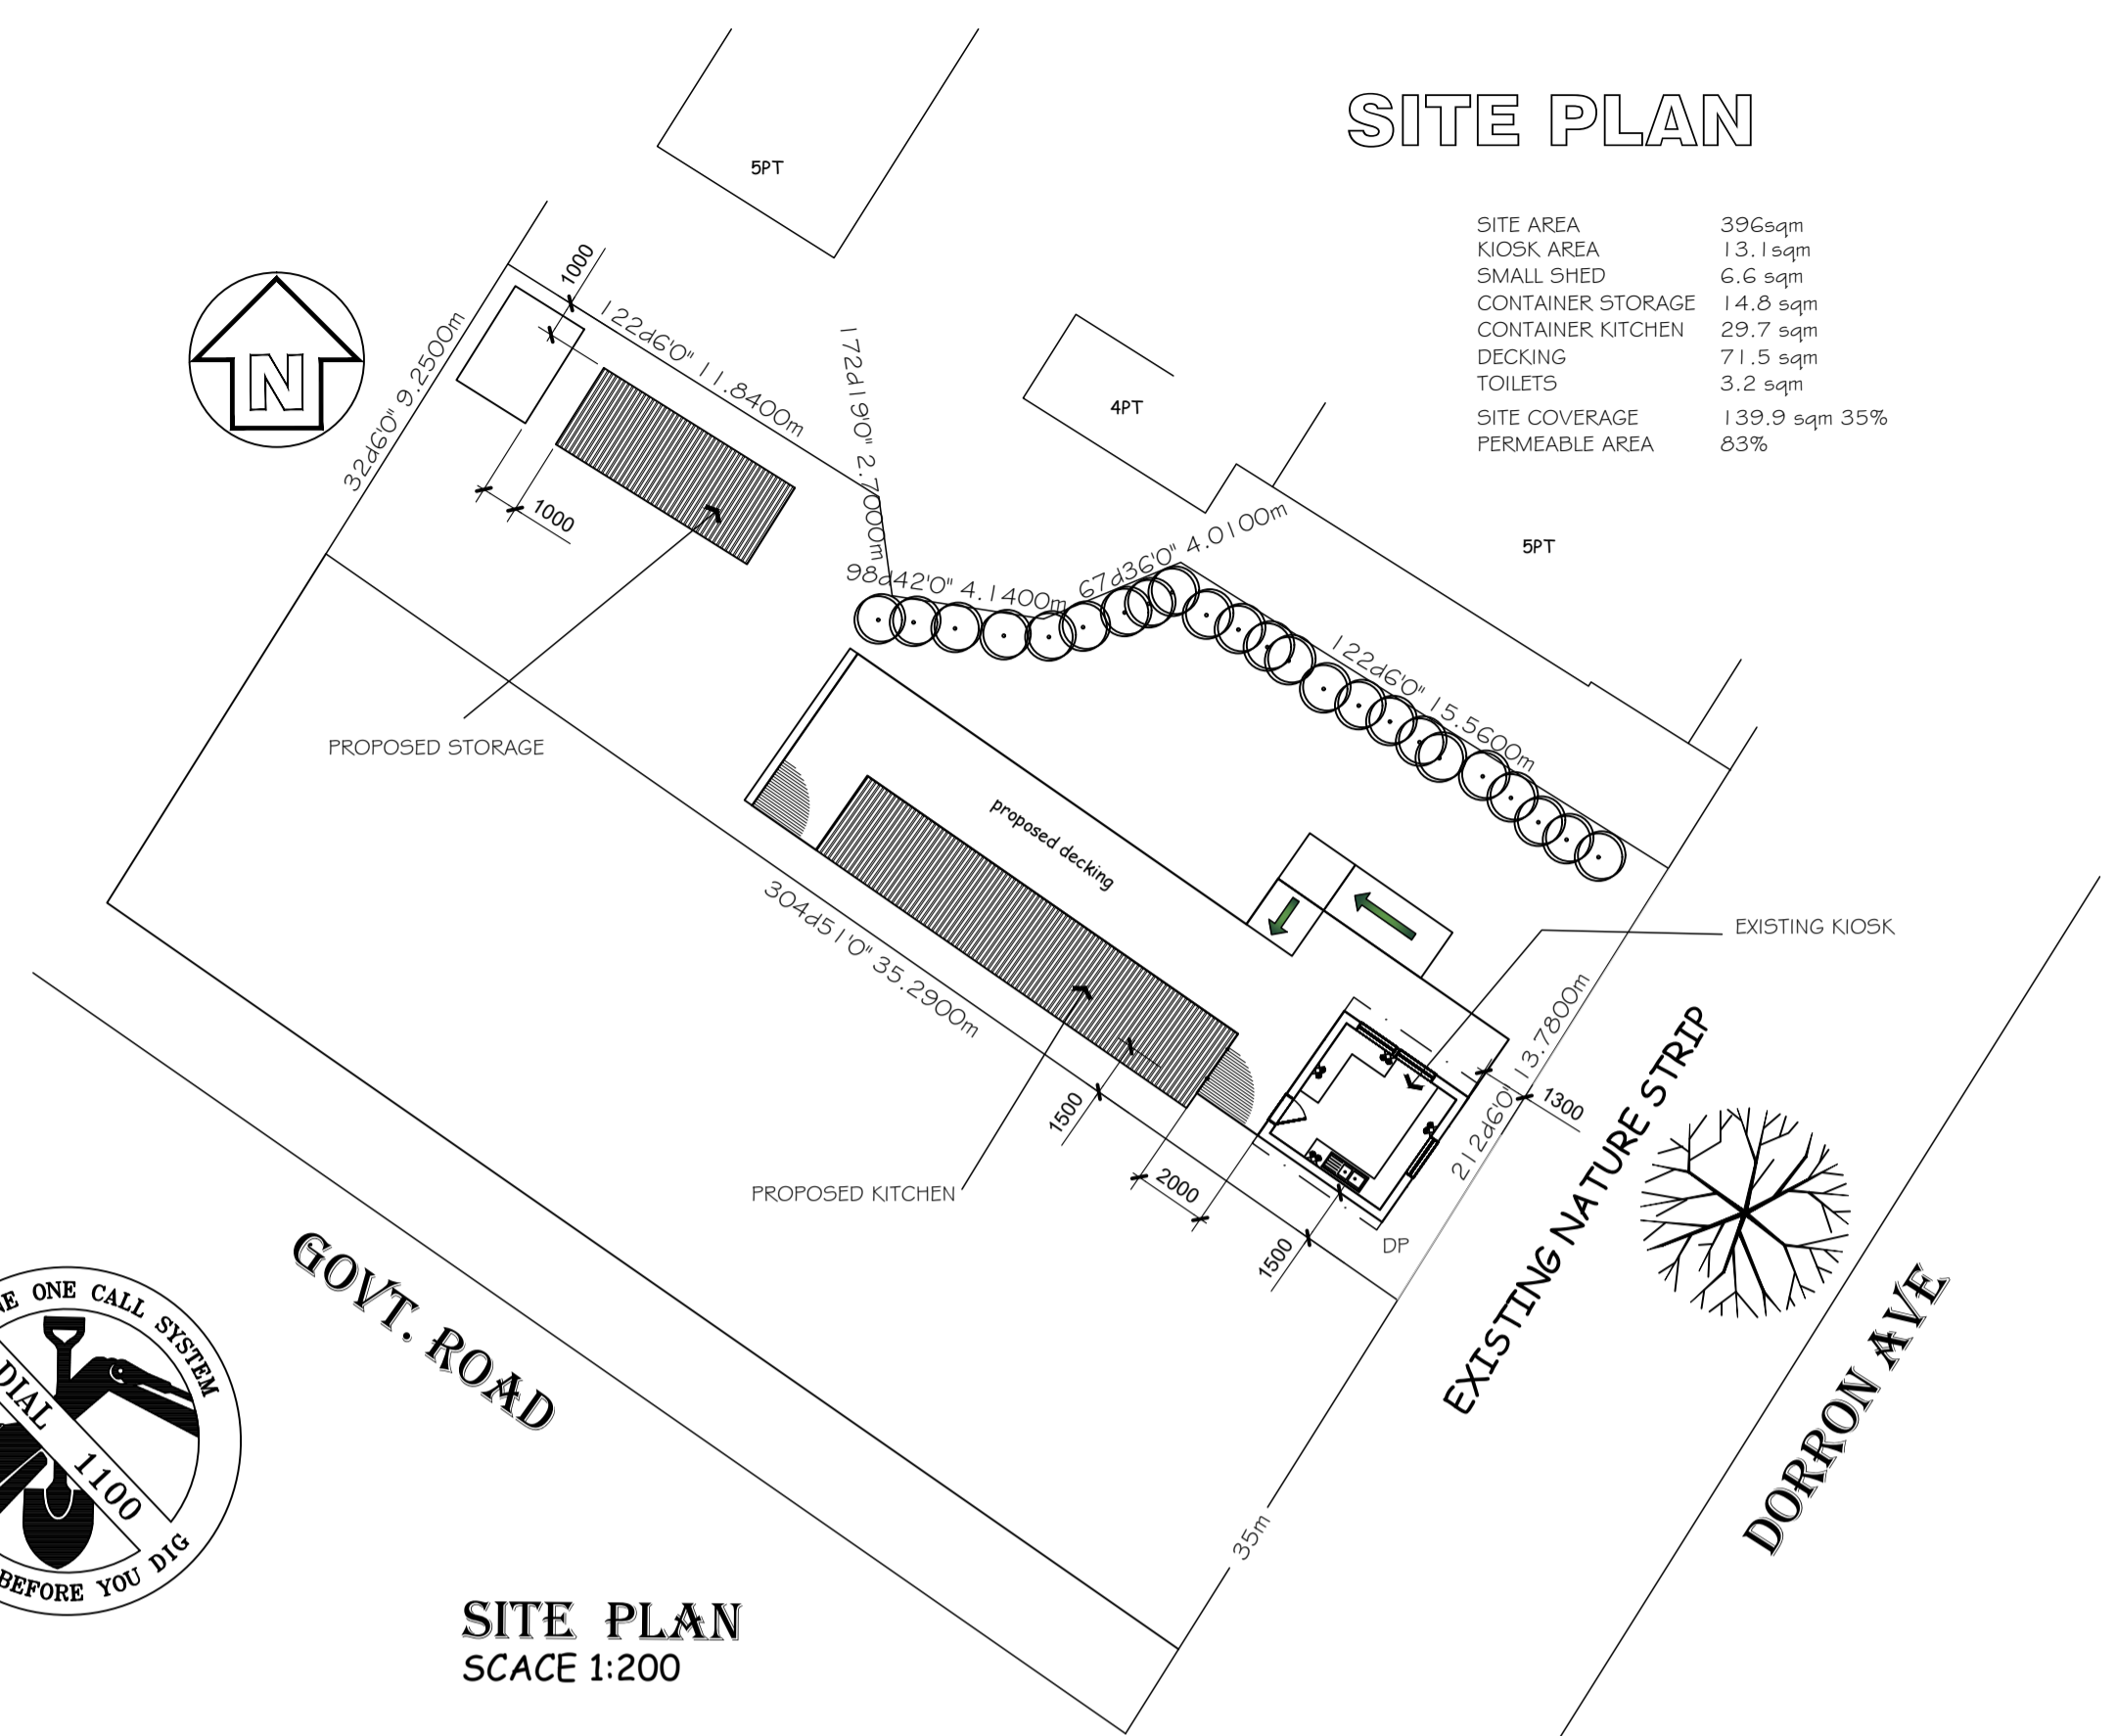 SITE PLAN
SITE AREA 396sqm
KIOSK AREA 13.1sqm
SMALL SHED 6.6 sqm
CONTAINER STORAGE 14.8 sqm
CONTAINER KITCHEN 29.7 sqm
DECKING 71.5 sqm
TOILETS 3.2 sqm
SITE COVERAGE 139.9 sqm 35%
PERMEABLE AREA 83%
5PT
4PT
5PT
N
1000
32d6'0" 9.2500m
122d6'0" 11.8400m
172d19'0" 2.7000m
1000
98d42'0" 4.1400m
67d36'0" 4.0100m
122d6'0" 15.5600m
PROPOSED STORAGE
proposed decking
304d51'0" 35.2900m
EXISTING KIOSK
212d6'0" 13.7800m
1300
1500
2000
1500
PROPOSED KITCHEN
DP
EXISTING NATURE STRIP
DORRON AVE
GOVT. ROAD
35m
ONE CALL SYSTEM
DIAL 1100
BEFORE YOU DIG
SITE PLAN
SCACE 1:200